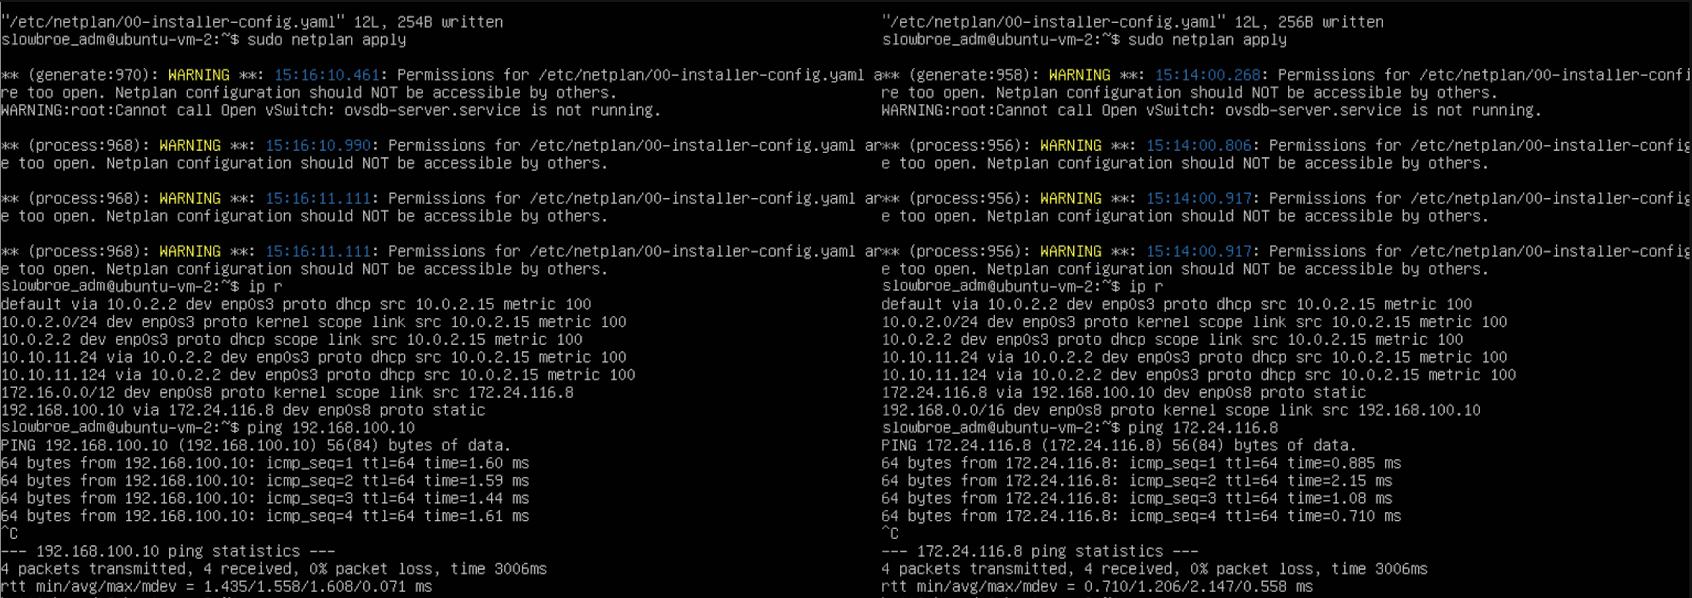 "/etc/netplan/00-installer-config.yaml" 12L, 254B written
slowbroe_adm@ubuntu-vm-2:~$ sudo netplan apply
** (generate:970): WARNING **: 15:16:10.461: Permissions for /etc/netplan/00-installer-config.yaml a
re too open. Netplan configuration should NOT be accessible by others.
WARNING:root:Cannot call Open vSwitch: ovsdb-server.service is not running.
** (process:968): WARNING **: 15:16:10.990: Permissions for /etc/netplan/00-installer-config.yaml ar
e too open. Netplan configuration should NOT be accessible by others.
** (process:968): WARNING **: 15:16:11.111: Permissions for /etc/netplan/00-installer-config.yaml ar
e too open. Netplan configuration should NOT be accessible by others.
** (process:968): WARNING **: 15:16:11.111: Permissions for /etc/netplan/00-installer-config.yaml ar
e too open. Netplan configuration should NOT be accessible by others.
slowbroe_adm@ubuntu-vm-2:~$ ip r
default via 10.0.2.2 dev enp0s3 proto dhcp src 10.0.2.15 metric 100
10.0.2.0/24 dev enp0s3 proto kernel scope link src 10.0.2.15 metric 100
10.0.2.2 dev enp0s3 proto dhcp scope link src 10.0.2.15 metric 100
10.10.11.24 via 10.0.2.2 dev enp0s3 proto dhcp src 10.0.2.15 metric 100
10.10.11.124 via 10.0.2.2 dev enp0s3 proto dhcp src 10.0.2.15 metric 100
172.16.0.0/12 dev enp0s8 proto kernel scope link src 172.24.116.8
192.168.100.10 via 172.24.116.8 dev enp0s8 proto static
slowbroe_adm@ubuntu-vm-2:~$ ping 192.168.100.10
PING 192.168.100.10 (192.168.100.10) 56(84) bytes of data.
64 bytes from 192.168.100.10: icmp_seq=1 ttl=64 time=1.60 ms
64 bytes from 192.168.100.10: icmp_seq=2 ttl=64 time=1.59 ms
64 bytes from 192.168.100.10: icmp_seq=3 ttl=64 time=1.44 ms
64 bytes from 192.168.100.10: icmp_seq=4 ttl=64 time=1.61 ms
^C
--- 192.168.100.10 ping statistics ---
4 packets transmitted, 4 received, 0% packet loss, time 3006ms
rtt min/avg/max/mdev = 1.435/1.558/1.608/0.071 ms
"/etc/netplan/00-installer-config.yaml" 12L, 256B written
slowbroe_adm@ubuntu-vm-2:~$ sudo netplan apply
** (generate:958): WARNING **: 15:14:00.268: Permissions for /etc/netplan/00-installer-confi
re too open. Netplan configuration should NOT be accessible by others.
WARNING:root:Cannot call Open vSwitch: ovsdb-server.service is not running.
** (process:956): WARNING **: 15:14:00.806: Permissions for /etc/netplan/00-installer-config
e too open. Netplan configuration should NOT be accessible by others.
** (process:956): WARNING **: 15:14:00.917: Permissions for /etc/netplan/00-installer-config
e too open. Netplan configuration should NOT be accessible by others.
** (process:956): WARNING **: 15:14:00.917: Permissions for /etc/netplan/00-installer-config
e too open. Netplan configuration should NOT be accessible by others.
slowbroe_adm@ubuntu-vm-2:~$ ip r
default via 10.0.2.2 dev enp0s3 proto dhcp src 10.0.2.15 metric 100
10.0.2.0/24 dev enp0s3 proto kernel scope link src 10.0.2.15 metric 100
10.0.2.2 dev enp0s3 proto dhcp scope link src 10.0.2.15 metric 100
10.10.11.24 via 10.0.2.2 dev enp0s3 proto dhcp src 10.0.2.15 metric 100
10.10.11.124 via 10.0.2.2 dev enp0s3 proto dhcp src 10.0.2.15 metric 100
172.24.116.8 via 192.168.100.10 dev enp0s8 proto static
192.168.0.0/16 dev enp0s8 proto kernel scope link src 192.168.100.10
slowbroe_adm@ubuntu-vm-2:~$ ping 172.24.116.8
PING 172.24.116.8 (172.24.116.8) 56(84) bytes of data.
64 bytes from 172.24.116.8: icmp_seq=1 ttl=64 time=0.885 ms
64 bytes from 172.24.116.8: icmp_seq=2 ttl=64 time=2.15 ms
64 bytes from 172.24.116.8: icmp_seq=3 ttl=64 time=1.08 ms
64 bytes from 172.24.116.8: icmp_seq=4 ttl=64 time=0.710 ms
^C
--- 172.24.116.8 ping statistics ---
4 packets transmitted, 4 received, 0% packet loss, time 3006ms
rtt min/avg/max/mdev = 0.710/1.206/2.147/0.558 ms